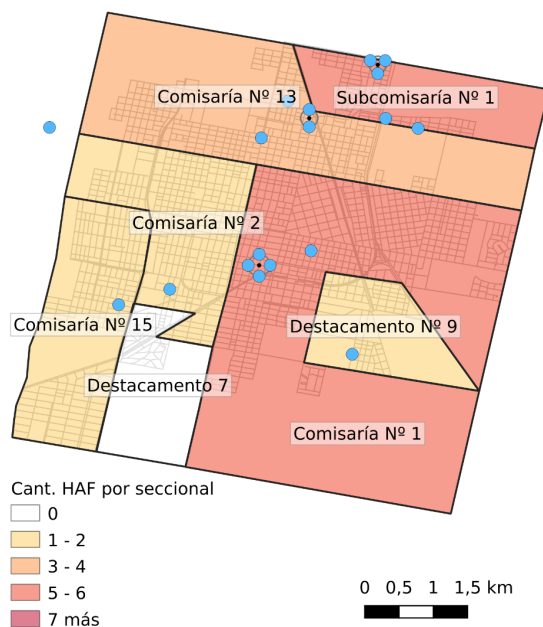 Comisaría Nº 13
Subcomisaría Nº 1
Comisaría Nº 2
Comisaría Nº 15
Destacamento Nº 9
Destacamento 7
Comisaría Nº 1
Cant. HAF por seccional
0
1 - 2
3 - 4
5 - 6
7 más
0 0,5 1 1,5 km